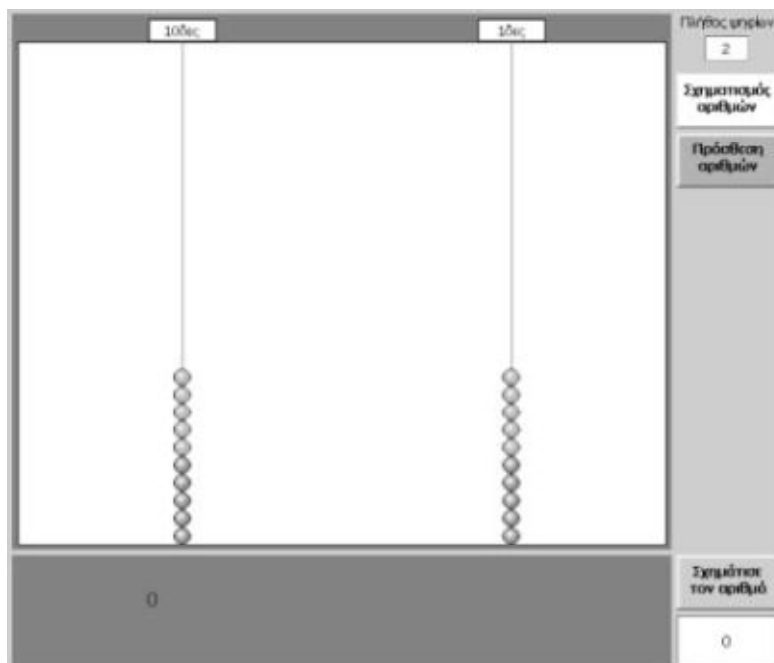 10δες
1δες
Πλήθος ψηφίων
2
Σχηματισμός
αριθμών
Πρόσθεση
αριθμών
0
Σχημάτισε
τον αριθμό
0